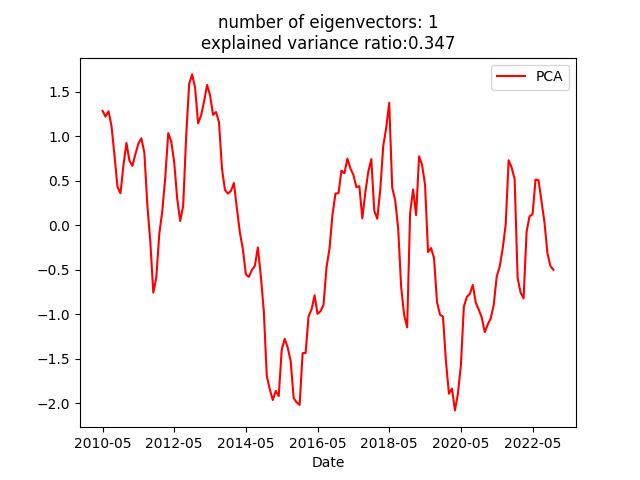 number of eigenvectors: 1
explained variance ratio:0.347
PCA
1.5
1.0
0.5
0.0
−0.5
−1.0
−1.5
−2.0
2010-05 2012-05 2014-05 2016-05 2018-05 2020-05 2022-05
Date